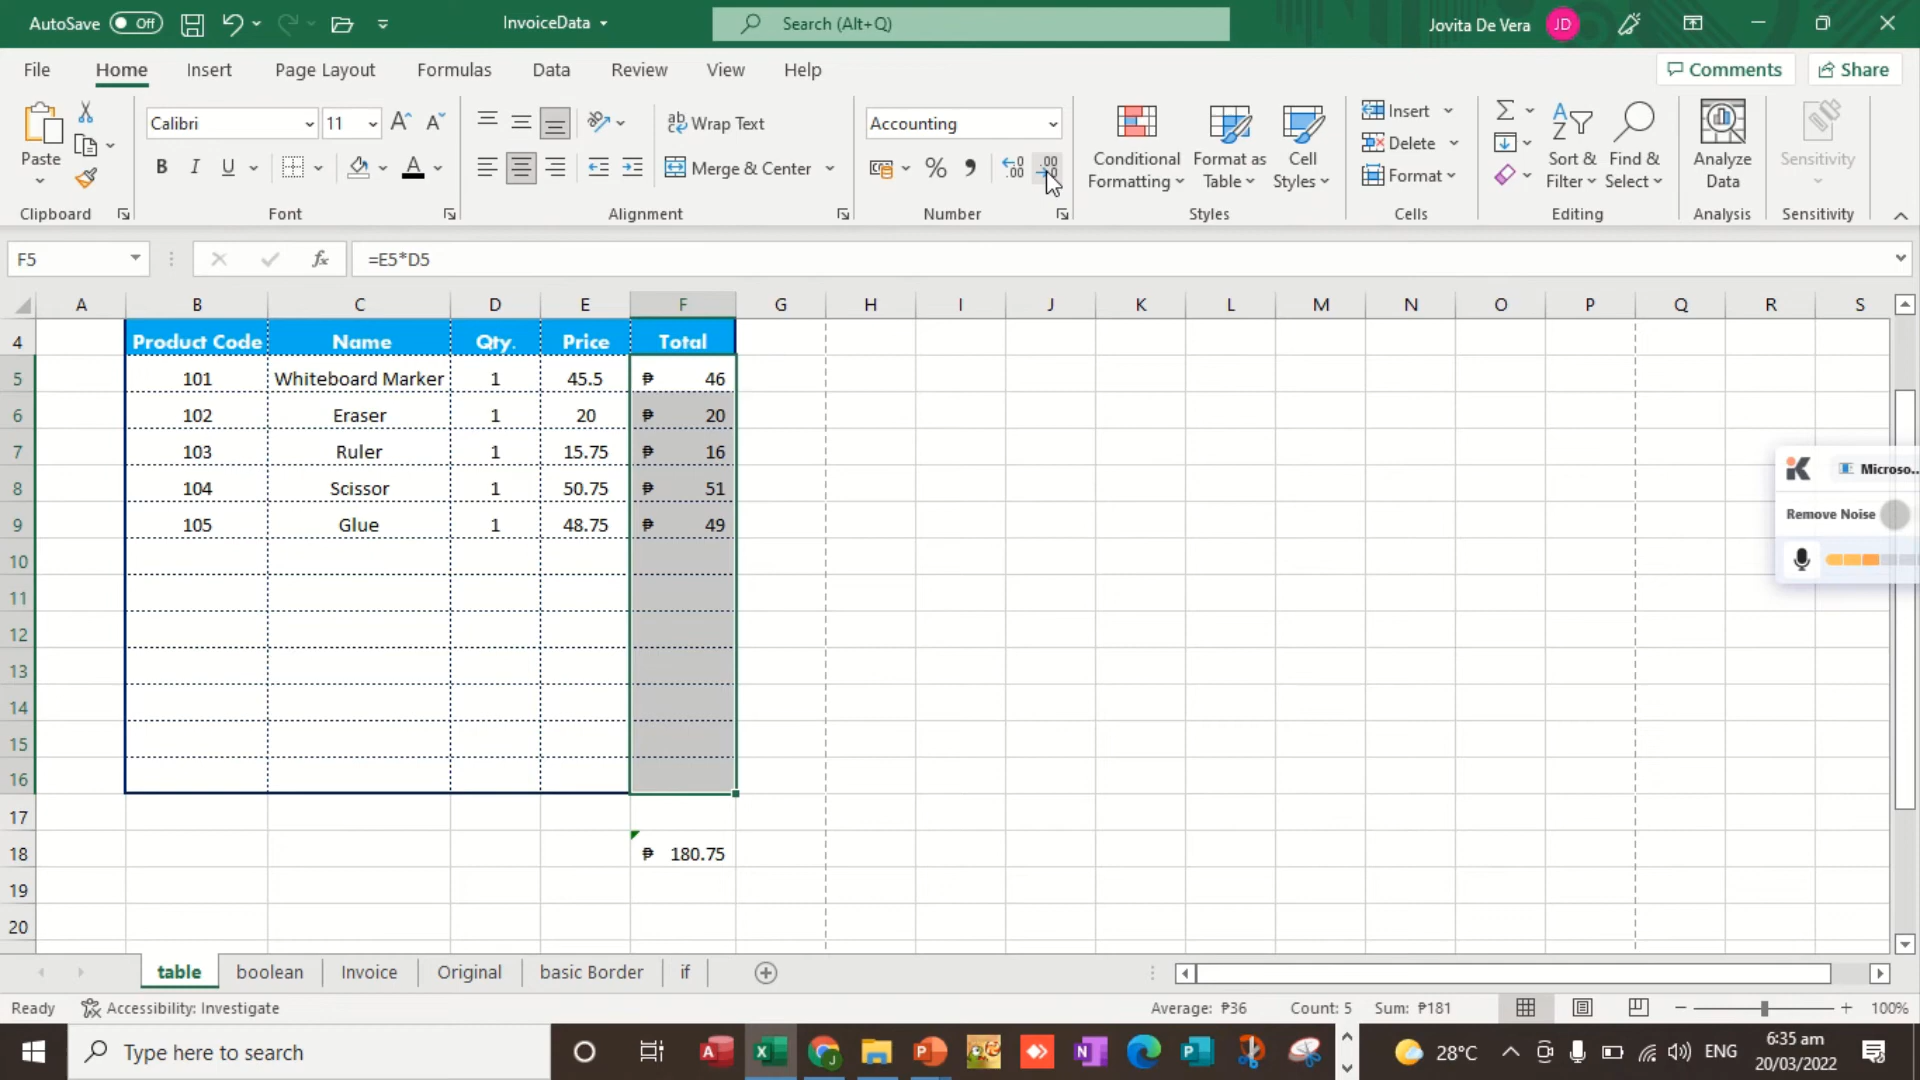 AutoSave Off InvoiceData Search (Alt+Q) Jovita De Vera JD
File Home Insert Page Layout Formulas Data Review View Help Comments Share
Paste Calibri 11 Wrap Text Accounting Conditional Formatting Format as Table Cell Styles Insert Sort & Filter Find & Select Analyze Data Sensitivity
B I U Merge & Center % Delete
Format
Clipboard Font Alignment Number Styles Cells Editing Analysis Sensitivity
F5 fx =E5*D5
A B C D E F G H I J K L M N O P Q R S
4 Product Code Name Qty. Price Total
5 101 Whiteboard Marker 1 45.5 ₱ 46
6 102 Eraser 1 20 ₱ 20
7 103 Ruler 1 15.75 ₱ 16
8 104 Scissor 1 50.75 ₱ 51
9 105 Glue 1 48.75 ₱ 49
10
11
12
13
14
15
16
17
18 ₱ 180.75
19
20
Microso...
Remove Noise
table boolean Invoice Original basic Border if
Ready Accessibility: Investigate Average: ₱36 Count: 5 Sum: ₱181 100%
Type here to search 28°C ENG 6:35 am
20/03/2022